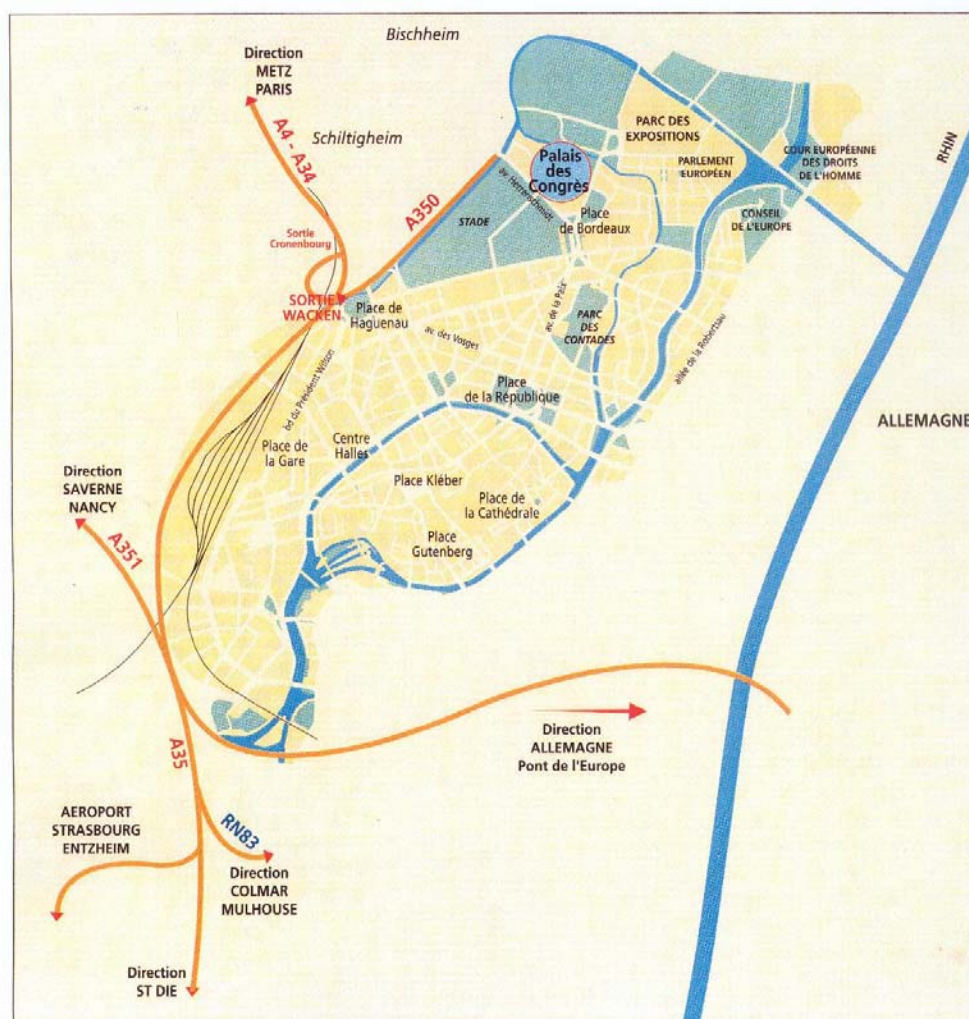 Bischheim
Direction
METZ
PARIS
A4 - A34
Schiltigheim
Sortie
Cronenbourg
SORTIE
WACKEN
A350
STADE
av. Herrenschmidt
Palais
des
Congrès
PARC DES
EXPOSITIONS
PARLEMENT
EUROPÉEN
COUR EUROPÉENNE
DES DROITS
DE L'HOMME
RHIN
CONSEIL
DE L'EUROPE
Place
de Bordeaux
Place de
Haguenau
av. des Vosges
av. de la Paix
PARC
DES
CONTADES
allée de la Robertsau
bd du Président Wilson
Place
de la République
ALLEMAGNE
Place de
la Gare
Centre
Halles
Place Kléber
Place de
la Cathédrale
Place
Gutenberg
Direction
SAVERNE
NANCY
A351
A35
Direction
ALLEMAGNE
Pont de l'Europe
AEROPORT
STRASBOURG
ENTZHEIM
RN83
Direction
COLMAR
MULHOUSE
Direction
ST DIE